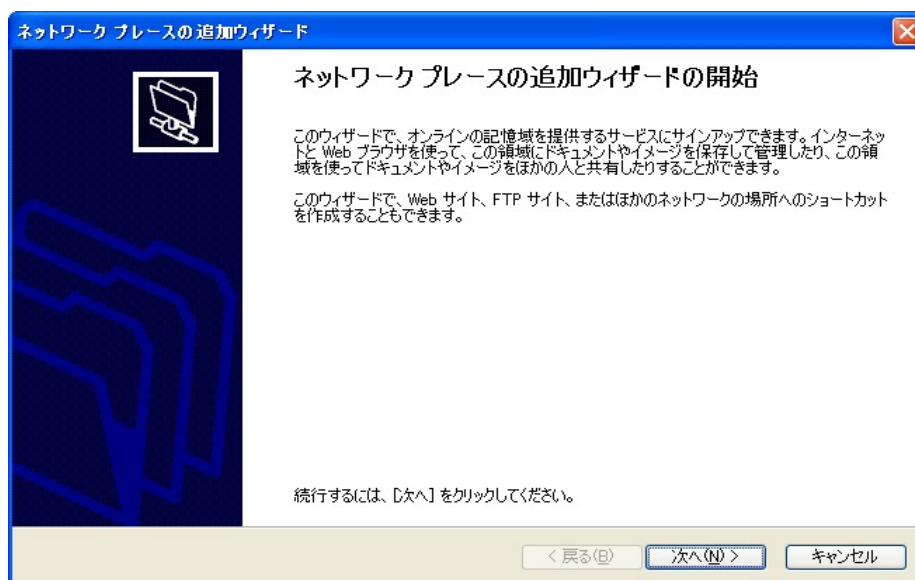 ネットワーク プレースの追加ウィザード
ネットワーク プレースの追加ウィザードの開始
このウィザードで、オンラインの記憶域を提供するサービスにサインアップできます。インターネッ
トと Web ブラウザを使って、この領域にドキュメントやイメージを保存して管理したり、この領
域を使ってドキュメントやイメージをほかの人と共有したりすることができます。
このウィザードで、Web サイト、FTP サイト、またはほかのネットワークの場所へのショートカット
を作成することもできます。
続行するには、[次へ] をクリックしてください。
< 戻る(B)
次へ(N) >
キャンセル